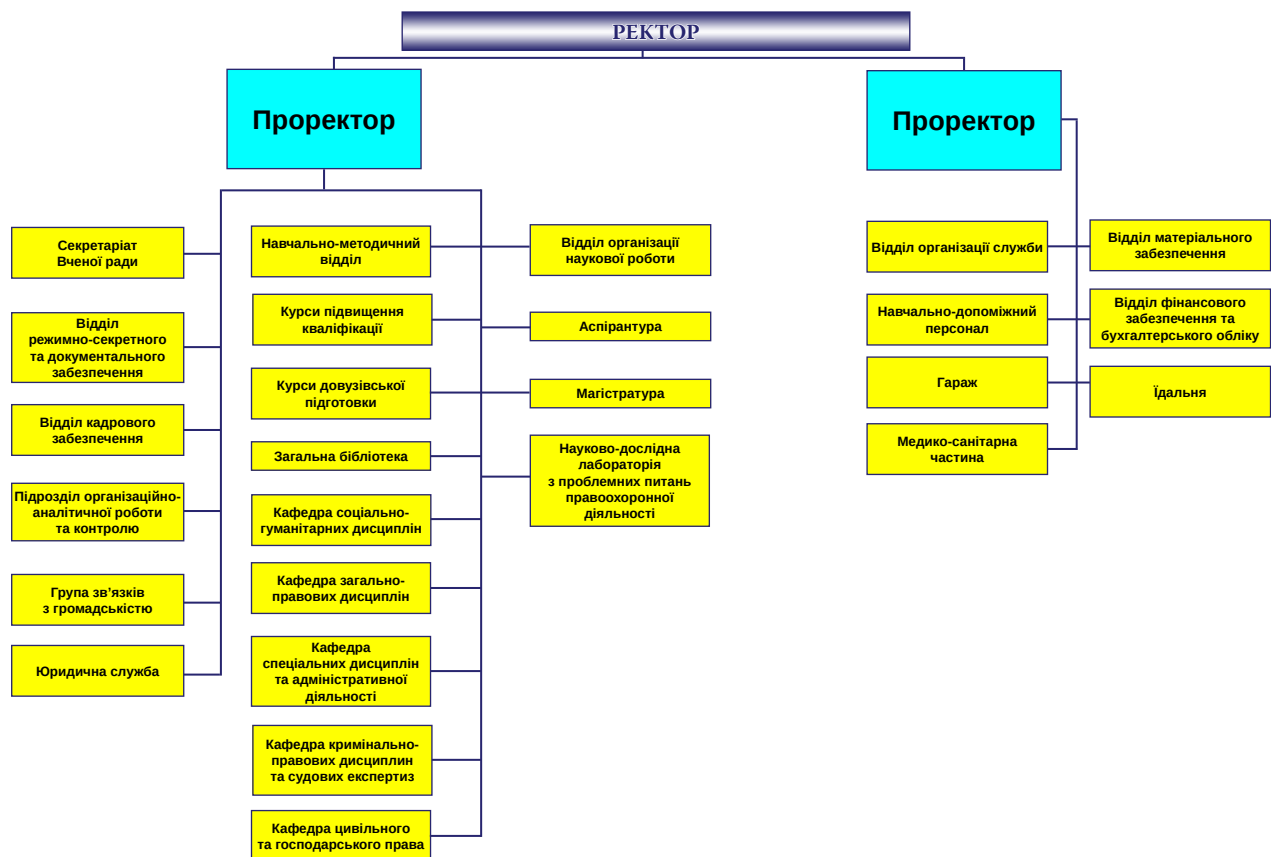 РЕКТОР
Проректор
Проректор
Секретаріат
Вченої ради
Відділ
режимно-секретного
та документального
забезпечення
Відділ кадрового
забезпечення
Підрозділ організаційно-
аналітичної роботи
та контролю
Група зв’язків
з громадськістю
Юридична служба
Навчально-методичний
відділ
Курси підвищення
кваліфікації
Курси довузівської
підготовки
Загальна бібліотека
Кафедра соціально-
гуманітарних дисциплін
Кафедра загально-
правових дисциплін
Кафедра
спеціальних дисциплін
та адміністративної
діяльності
Кафедра кримінально-
правових дисциплин
та судових експертиз
Кафедра цивільного
та господарського права
Відділ організації
наукової роботи
Аспірантура
Магістратура
Науково-дослідна
лабораторія
з проблемних питань
правоохоронної
діяльності
Відділ організації служби
Навчально-допоміжний
персонал
Гараж
Медико-санітарна
частина
Відділ матеріального
забезпечення
Відділ фінансового
забезпечення та
бухгалтерського обліку
Їдальня